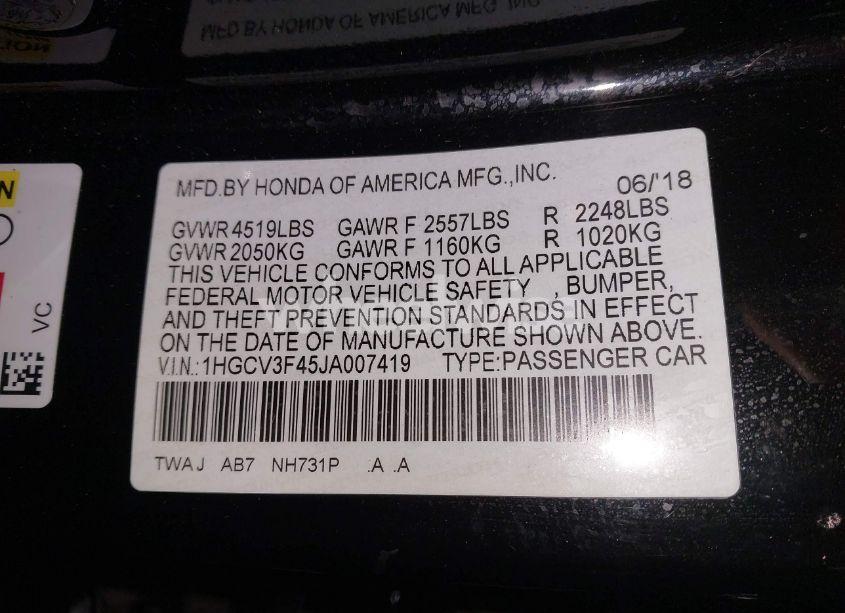 MFD.BY HONDA OF AMERICA MFG.,INC. 06/'18
GVWR 4519LBS GAWR F 2557LBS R 2248LBS
GVWR 2050KG GAWR F 1160KG R 1020KG
THIS VEHICLE CONFORMS TO ALL APPLICABLE
FEDERAL MOTOR VEHICLE SAFETY , BUMPER,
AND THEFT PREVENTION STANDARDS IN EFFECT
ON THE DATE OF MANUFACTURE SHOWN ABOVE.
V.I.N.:1HGCV3F45JA007419 TYPE:PASSENGER CAR
TWAJ AB7 NH731P .A .A
VC